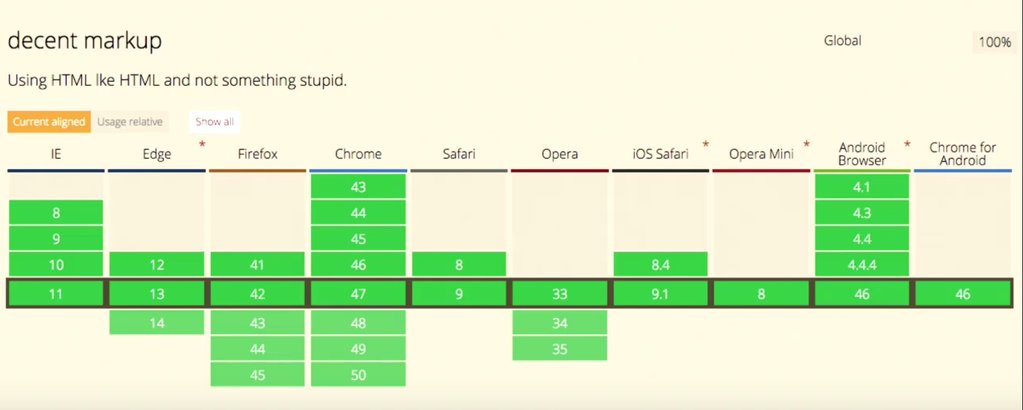 decent markup
Global
100%
Using HTML lke HTML and not something stupid.
Current aligned
Usage relative
Show all
IE Edge * Firefox Chrome Safari Opera iOS Safari * Opera Mini * Android Browser * Chrome for Android
43 4.1
8 44 4.3
9 45 4.4
10 12 41 46 8 8.4 4.4.4
11 13 42 47 9 33 9.1 8 46 46
14 43 48 34
44 49 35
45 50